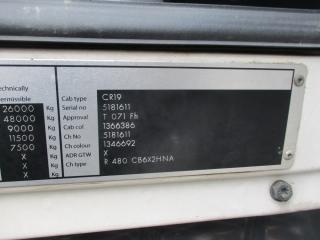 echnically
ermissible
26000 Kg
48000 Kg
9000 Kg
11500 Kg
7500 Kg
X Kg
X Kg
Cab type CR19
Serial no 5181611
Approval T 071 Fh
Cab col 1366386
Ch No 5181611
Ch colour 1346692
ADR GTW X
Ch type R 480 CB6X2HNA